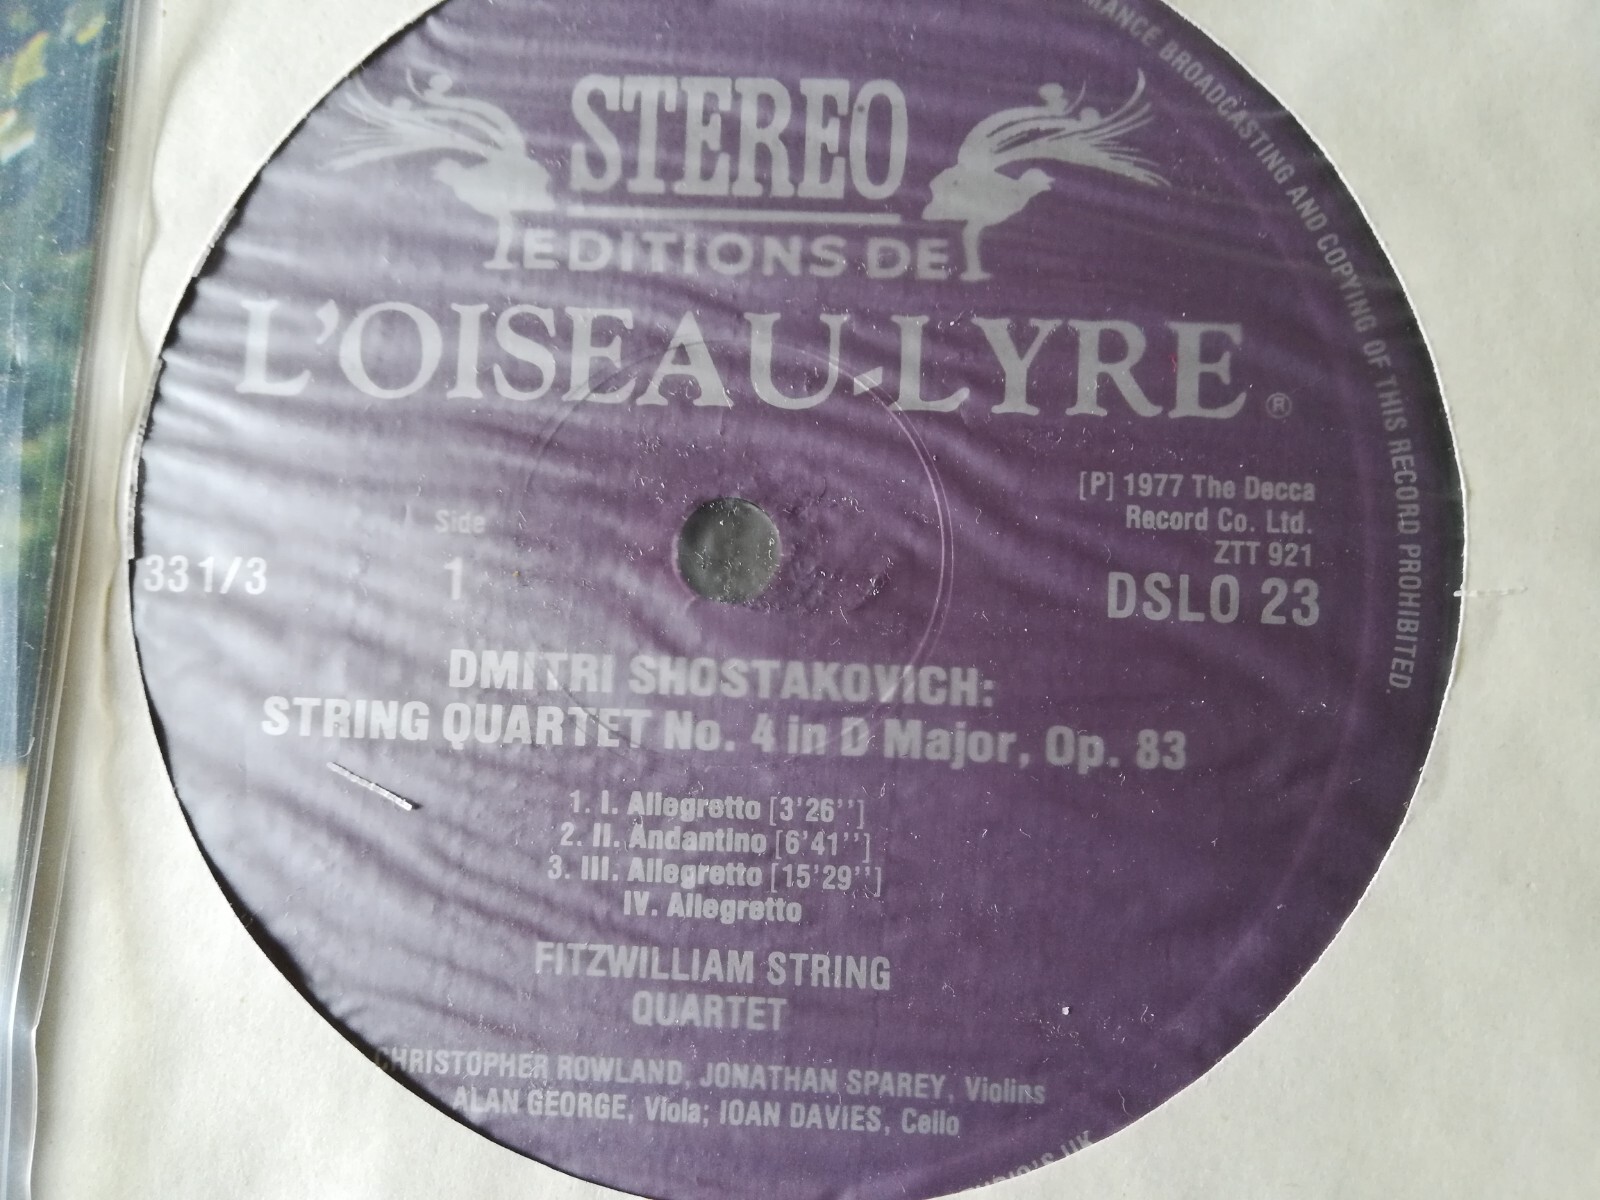 STEREO
EDITIONS DE
L'OISEAU-LYRE ®
[P] 1977 The Decca
Record Co. Ltd.
ZTT 921
DSLO 23
Side
1
33 1/3
DMITRI SHOSTAKOVICH:
STRING QUARTET No. 4 in D Major, Op. 83
1. I. Allegretto [3'26'']
2. II. Andantino [6'41'']
3. III. Allegretto [15'29'']
IV. Allegretto
FITZWILLIAM STRING
QUARTET
CHRISTOPHER ROWLAND, JONATHAN SPAREY, Violins
ALAN GEORGE, Viola; IOAN DAVIES, Cello
BROADCASTING AND COPYING OF THIS RECORD PROHIBITED.
UK